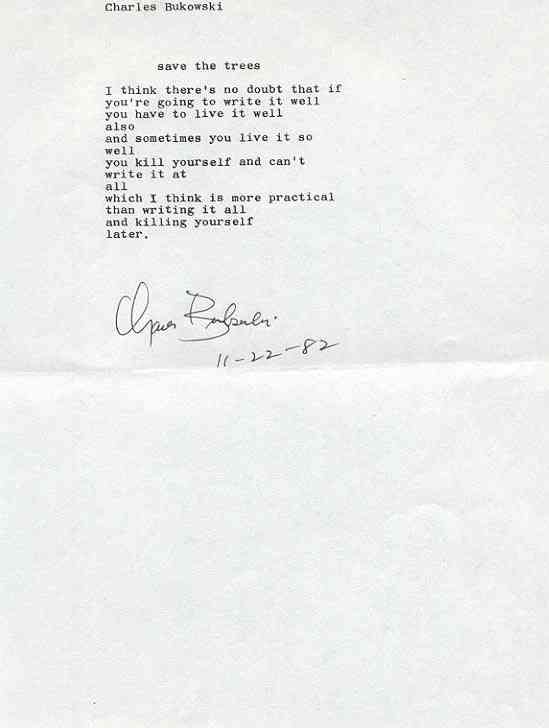 Charles Bukowski
save the trees
I think there's no doubt that if
you're going to write it well
you have to live it well
also
and sometimes you live it so
well
you kill yourself and can't
write it at
all
which I think is more practical
than writing it all
and killing yourself
later.
Charles Bukowski.
11-22-82